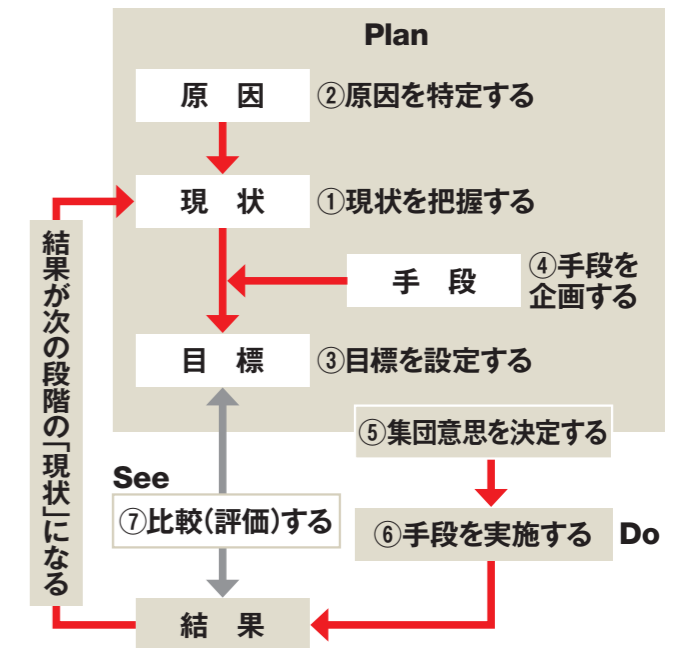 Plan
原　因
②原因を特定する
現　状
①現状を把握する
手　段
④手段を
企画する
目　標
③目標を設定する
⑤集団意思を決定する
See
⑦比較(評価)する
⑥手段を実施する
Do
結　果
結果が次の段階の「現状」になる